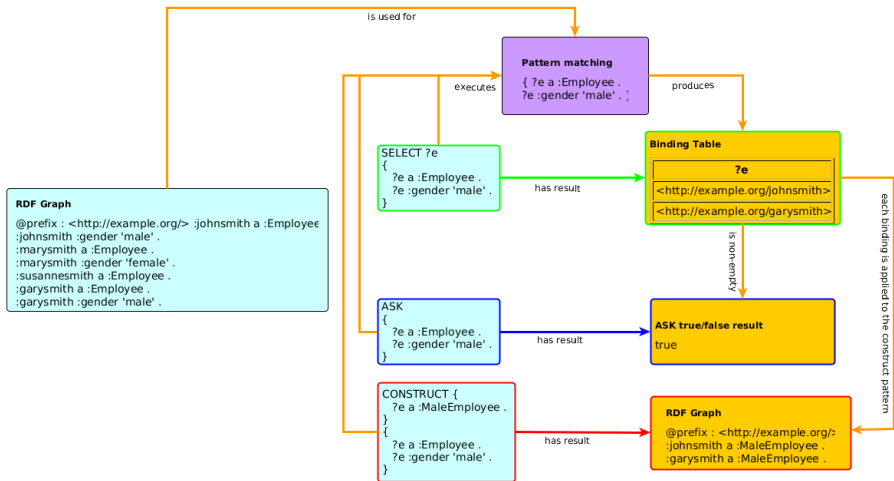 is used for
Pattern matching
{ ?e a :Employee .
?e :gender 'male' . }
executes
produces
SELECT ?e
{
?e a :Employee .
?e :gender 'male' .
}
has result
Binding Table
?e
<http://example.org/johnsmith>
<http://example.org/garysmith>
RDF Graph
@prefix : <http://example.org/> :johnsmith a :Employee
:johnsmith :gender 'male' .
:marysmith a :Employee .
:marysmith :gender 'female' .
:susannesmith a :Employee .
:garysmith a :Employee .
:garysmith :gender 'male' .
is non-empty
each binding is applied to the construct pattern
ASK
{
?e a :Employee .
?e :gender 'male' .
}
has result
ASK true/false result
true
CONSTRUCT {
?e a :MaleEmployee .
}
{
?e a :Employee .
?e :gender 'male' .
}
has result
RDF Graph
@prefix : <http://example.org/>
:johnsmith a :MaleEmployee .
:garysmith a :MaleEmployee .